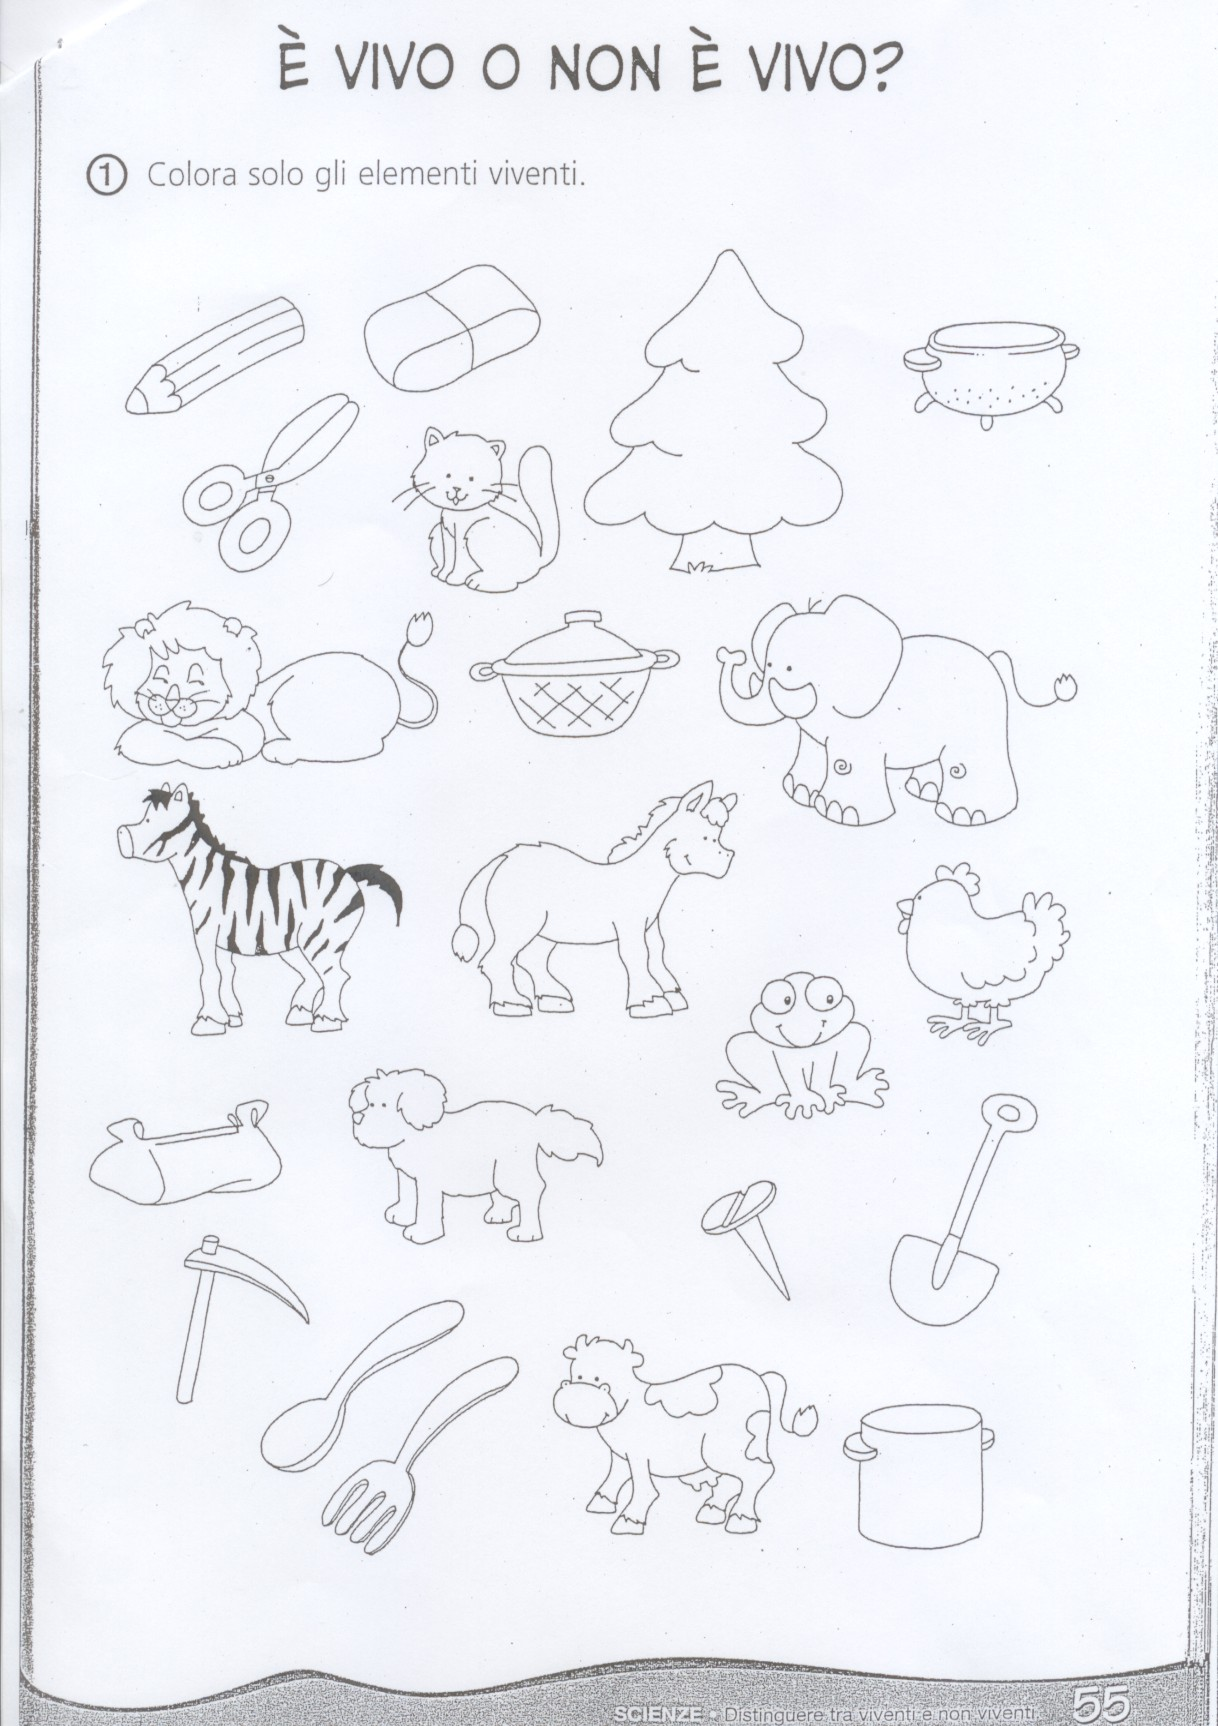 È VIVO O NON È VIVO?
1 Colora solo gli elementi viventi.
SCIENZE • Distinguere tra viventi e non viventi. 55